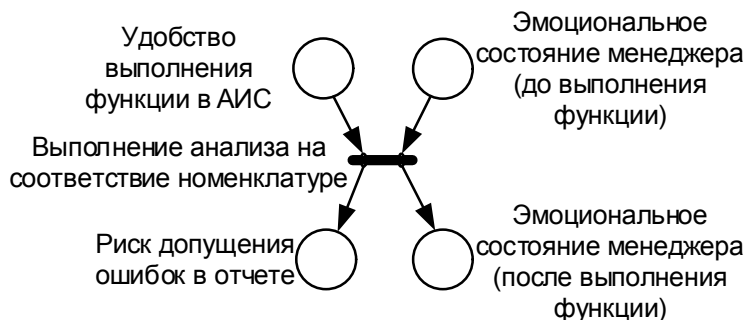 Удобство
выполнения
функции в АИС
Эмоциональное
состояние менеджера
(до выполнения
функции)
Выполнение анализа на
соответствие номенклатуре
Риск допущения
ошибок в отчете
Эмоциональное
состояние менеджера
(после выполнения
функции)